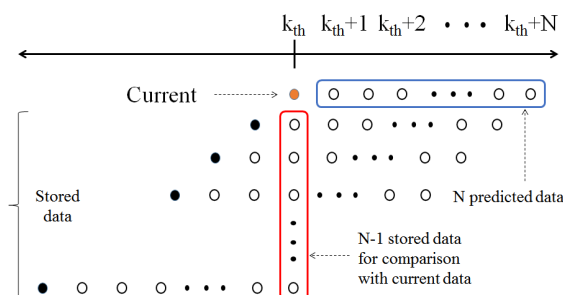 kth kth+1 kth+2 • • • kth+N
Current
Stored
data
N predicted data
N-1 stored data
for comparison
with current data